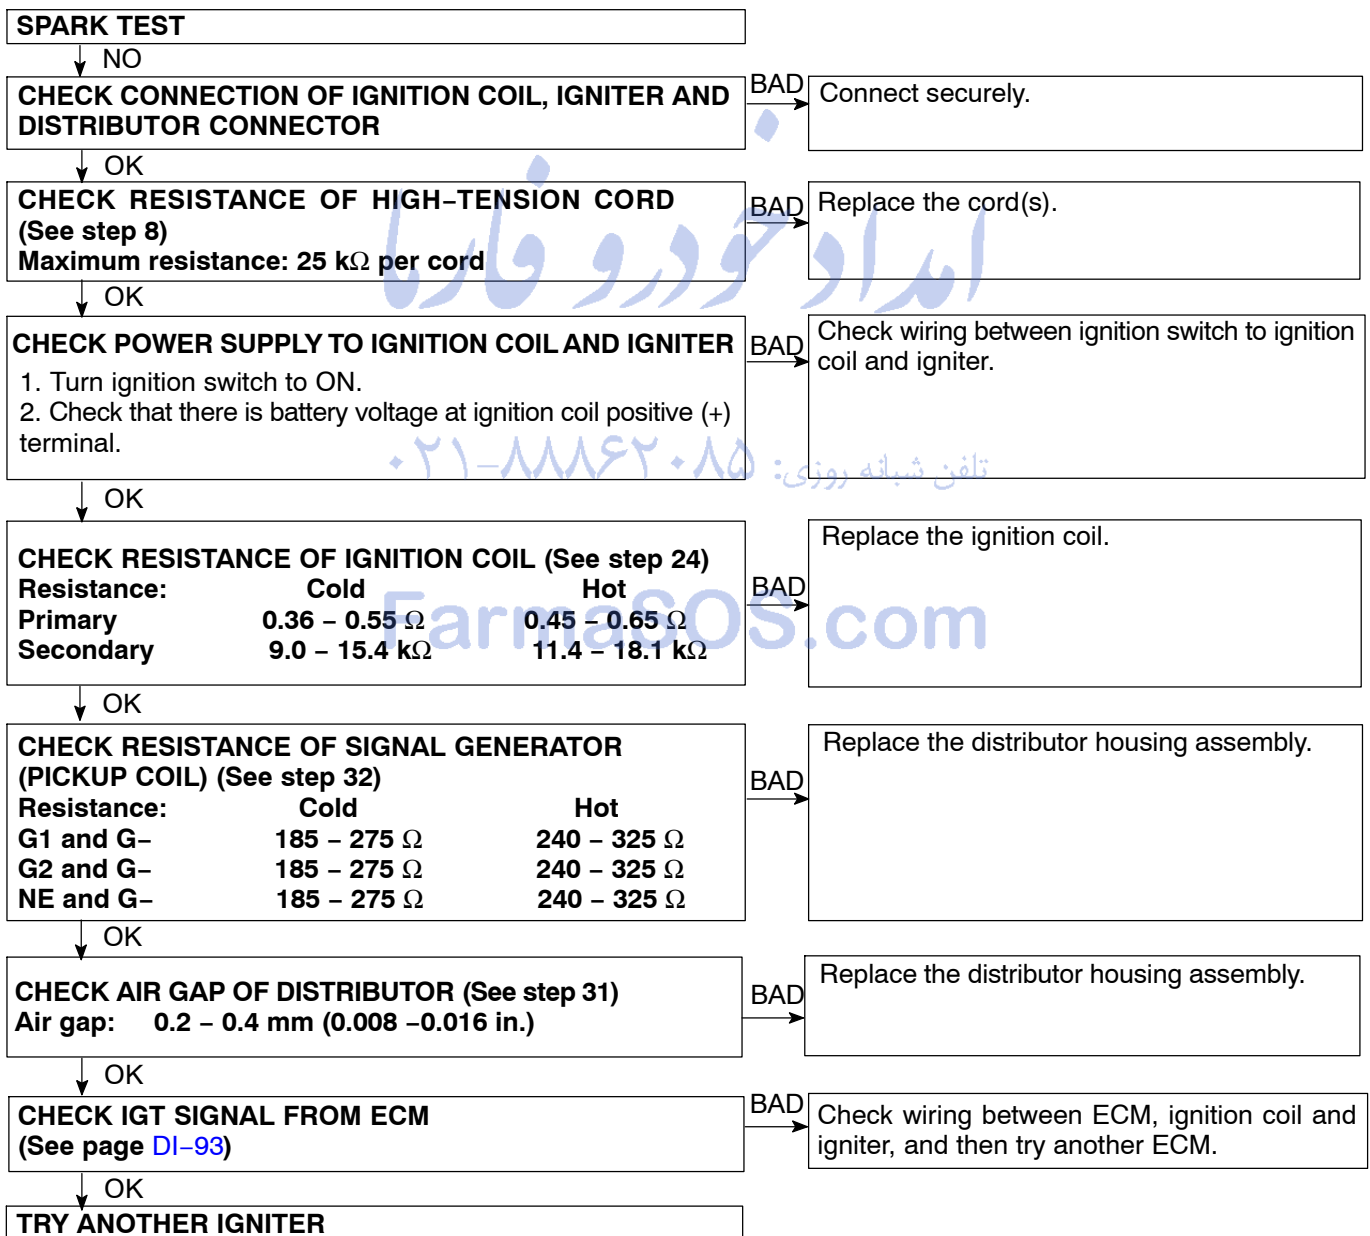 SPARK TEST
NO
CHECK CONNECTION OF IGNITION COIL, IGNITER AND
DISTRIBUTOR CONNECTOR
BAD
Connect securely.
OK
CHECK RESISTANCE OF HIGH−TENSION CORD
(See step 8)
Maximum resistance: 25 kΩ per cord
BAD
Replace the cord(s).
امداد خودرو فارما
OK
CHECK POWER SUPPLY TO IGNITION COIL AND IGNITER
1. Turn ignition switch to ON.
2. Check that there is battery voltage at ignition coil positive (+)
terminal.
BAD
Check wiring between ignition switch to ignition
coil and igniter.
تلفن شبانه روزی: ۰۲۱-۸۸۸۶۲۰۸۵
OK
CHECK RESISTANCE OF IGNITION COIL (See step 24)
Resistance: Cold Hot
Primary 0.36 − 0.55 Ω 0.45 − 0.65 Ω
Secondary 9.0 − 15.4 kΩ 11.4 − 18.1 kΩ
BAD
Replace the ignition coil.
FarmaSOS.com
OK
CHECK RESISTANCE OF SIGNAL GENERATOR
(PICKUP COIL) (See step 32)
Resistance: Cold Hot
G1 and G− 185 − 275 Ω 240 − 325 Ω
G2 and G− 185 − 275 Ω 240 − 325 Ω
NE and G− 185 − 275 Ω 240 − 325 Ω
BAD
Replace the distributor housing assembly.
OK
CHECK AIR GAP OF DISTRIBUTOR (See step 31)
Air gap: 0.2 − 0.4 mm (0.008 −0.016 in.)
BAD
Replace the distributor housing assembly.
OK
CHECK IGT SIGNAL FROM ECM
(See page DI−93)
BAD
Check wiring between ECM, ignition coil and
igniter, and then try another ECM.
OK
TRY ANOTHER IGNITER